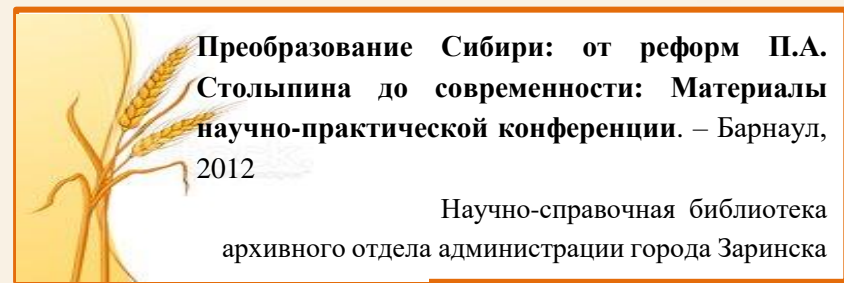 Преобразование Сибири: от реформ П.А.
Столыпина до современности: Материалы
научно-практической конференции. – Барнаул,
2012
Научно-справочная библиотека
архивного отдела администрации города Заринска